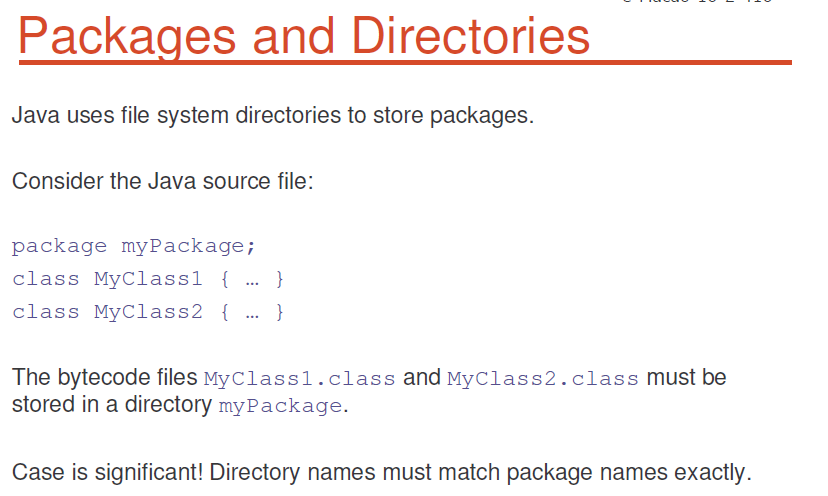 Packages and Directories
Java uses file system directories to store packages.
Consider the Java source file:
package myPackage;
class MyClass1 { … }
class MyClass2 { … }
The bytecode files MyClass1.class and MyClass2.class must be
stored in a directory myPackage.
Case is significant! Directory names must match package names exactly.